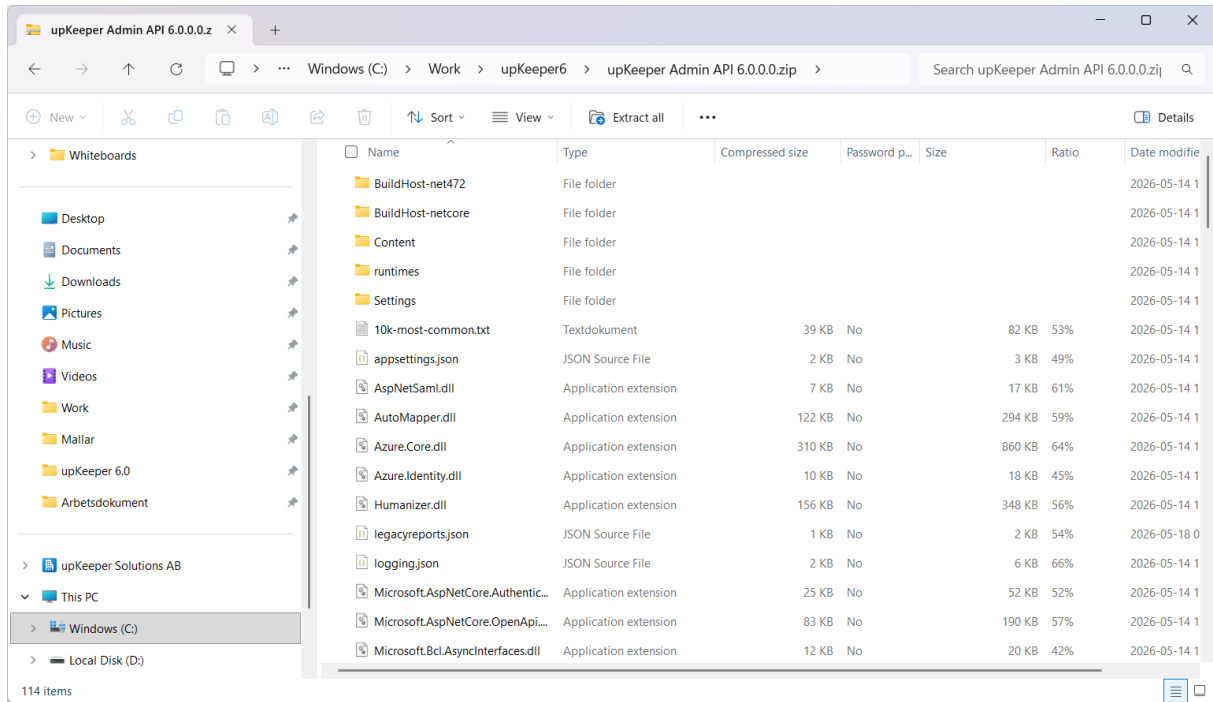 upKeeper Admin API 6.0.0.0.z
Windows (C:) Work upKeeper6 upKeeper Admin API 6.0.0.0.zip Search upKeeper Admin API 6.0.0.0.zip
New Sort View Extract all Details
Whiteboards
Desktop
Documents
Downloads
Pictures
Music
Videos
Work
Mallar
upKeeper 6.0
Arbetsdokument
upKeeper Solutions AB
This PC
Windows (C:)
Local Disk (D:)
Name Type Compressed size Password p... Size Ratio Date modifie
BuildHost-net472 File folder 2026-05-14 1
BuildHost-netcore File folder 2026-05-14 1
Content File folder 2026-05-14 1
runtimes File folder 2026-05-14 1
Settings File folder 2026-05-14 1
10k-most-common.txt Textdokument 39 KB No 82 KB 53% 2026-05-14 1
appsettings.json JSON Source File 2 KB No 3 KB 49% 2026-05-14 1
AspNetSaml.dll Application extension 7 KB No 17 KB 61% 2026-05-14 1
AutoMapper.dll Application extension 122 KB No 294 KB 59% 2026-05-14 1
Azure.Core.dll Application extension 310 KB No 860 KB 64% 2026-05-14 1
Azure.Identity.dll Application extension 10 KB No 18 KB 45% 2026-05-14 1
Humanizer.dll Application extension 156 KB No 348 KB 56% 2026-05-14 1
legacyreports.json JSON Source File 1 KB No 2 KB 54% 2026-05-18 0
logging.json JSON Source File 2 KB No 6 KB 66% 2026-05-14 1
Microsoft.AspNetCore.Authentic... Application extension 25 KB No 52 KB 52% 2026-05-14 1
Microsoft.AspNetCore.OpenApi.... Application extension 83 KB No 190 KB 57% 2026-05-14 1
Microsoft.Bcl.AsyncInterfaces.dll Application extension 12 KB No 20 KB 42% 2026-05-14 1
114 items